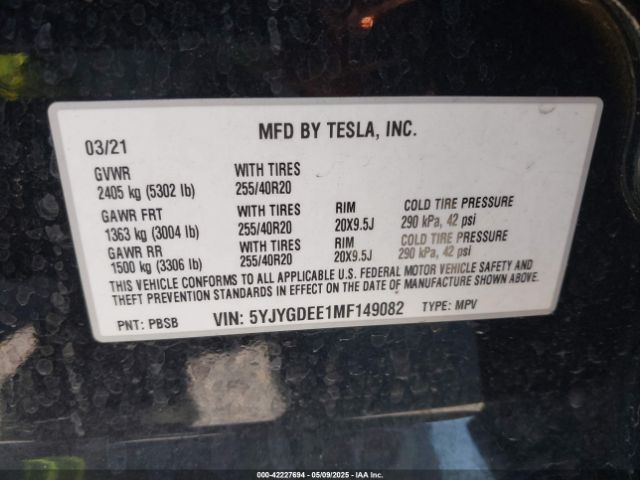 MFD BY TESLA, INC.
03/21
GVWR WITH TIRES
2405 kg (5302 lb) 255/40R20
GAWR FRT WITH TIRES RIM COLD TIRE PRESSURE
1363 kg (3004 lb) 255/40R20 20X9.5J 290 kPa, 42 psi
GAWR RR WITH TIRES RIM COLD TIRE PRESSURE
1500 kg (3306 lb) 255/40R20 20X9.5J 290 kPa, 42 psi
THIS VEHICLE CONFORMS TO ALL APPLICABLE U.S. FEDERAL MOTOR VEHICLE SAFETY AND
THEFT PREVENTION STANDARDS IN EFFECT ON THE DATE OF MANUFACTURE SHOWN ABOVE.
PNT: PBSB VIN: 5YJYGDEE1MF149082 TYPE: MPV
000-42227694 - 05/09/2025 - IAA Inc.